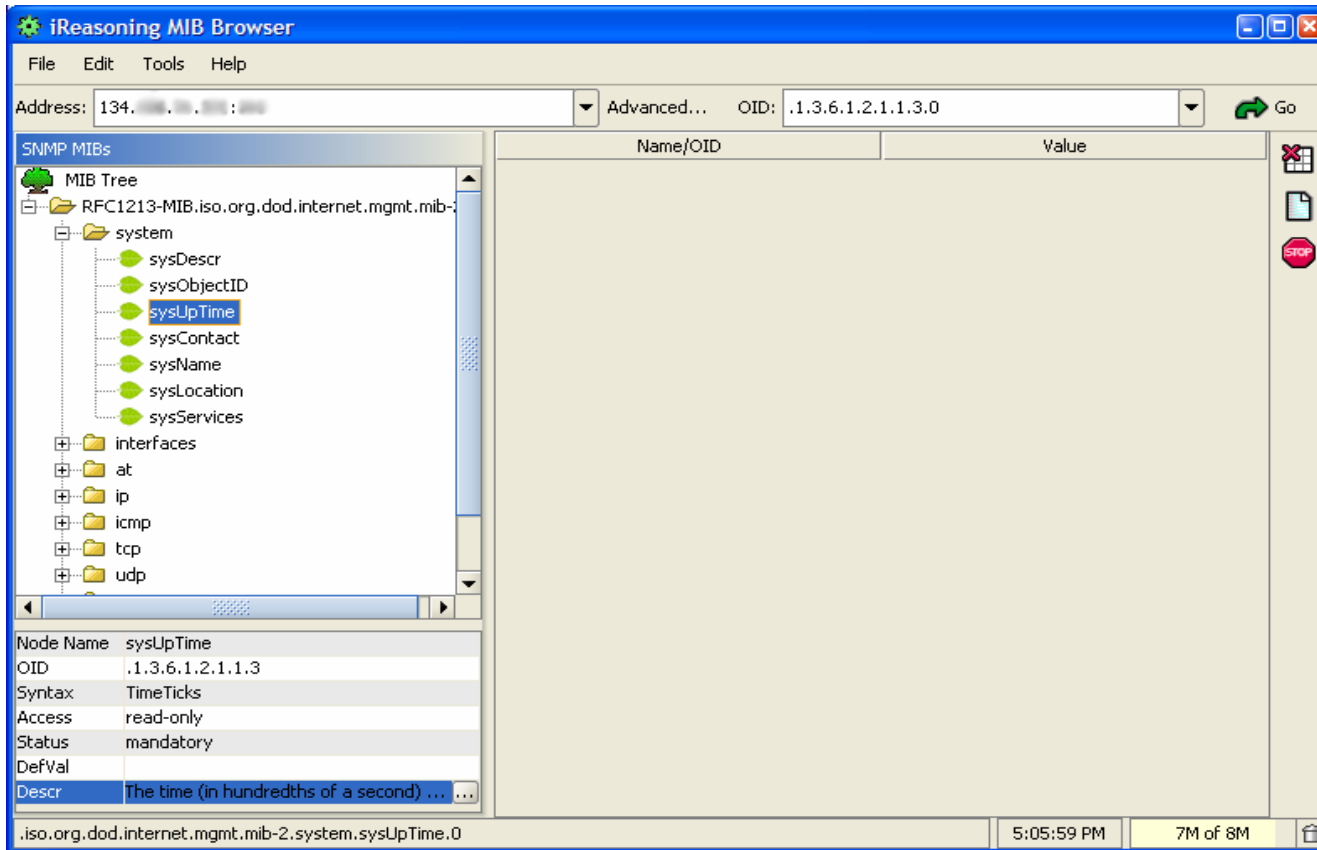 iReasoning MIB Browser
File Edit Tools Help
Address: 134. Advanced... OID: .1.3.6.1.2.1.1.3.0 Go
SNMP MIBs
Name/OID Value
MIB Tree
RFC1213-MIB.iso.org.dod.internet.mgmt.mib-
system
sysDescr
sysObjectID
sysUpTime
sysContact
sysName
sysLocation
sysServices
interfaces
at
ip
icmp
tcp
udp
STOP
Node Name sysUpTime
OID .1.3.6.1.2.1.1.3
Syntax TimeTicks
Access read-only
Status mandatory
DefVal
Descr The time (in hundredths of a second) ... ...
.iso.org.dod.internet.mgmt.mib-2.system.sysUpTime.0 5:05:59 PM 7M of 8M